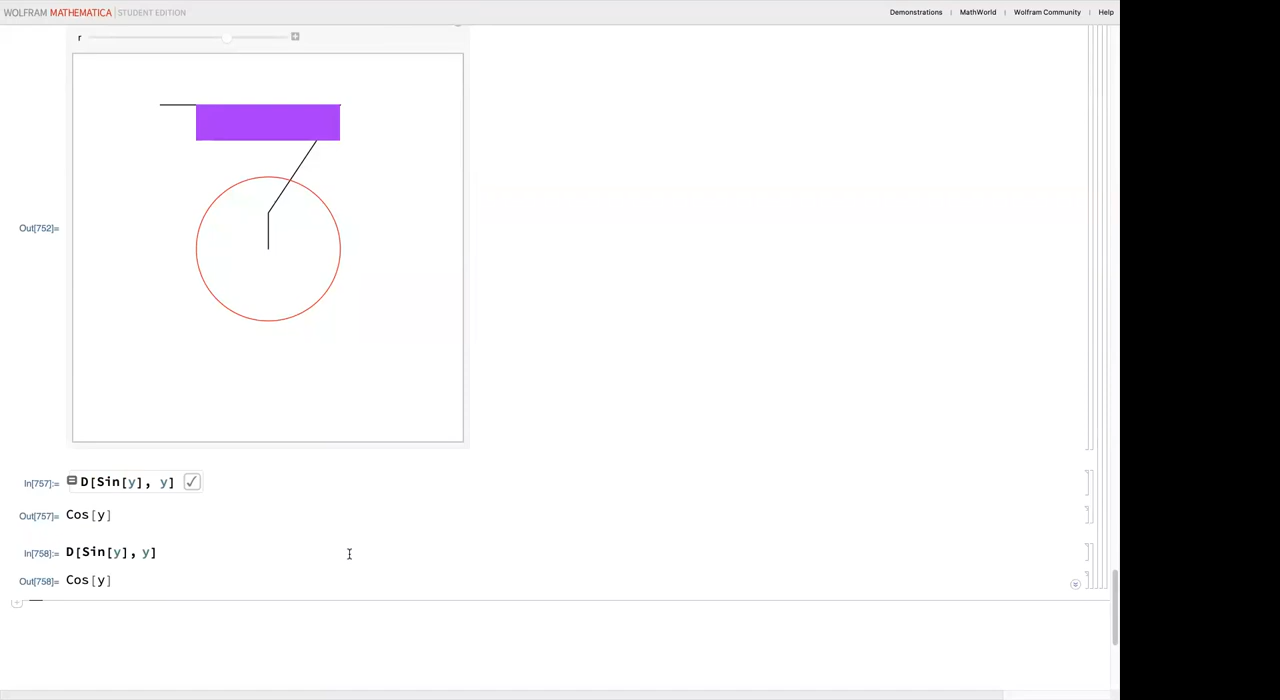 WOLFRAM MATHEMATICA | STUDENT EDITION
Demonstrations | MathWorld | Wolfram Community | Help
r
Out[752]=
In[757]:= D[Sin[y], y]
Out[757]= Cos[y]
In[758]:= D[Sin[y], y]
Out[758]= Cos[y]